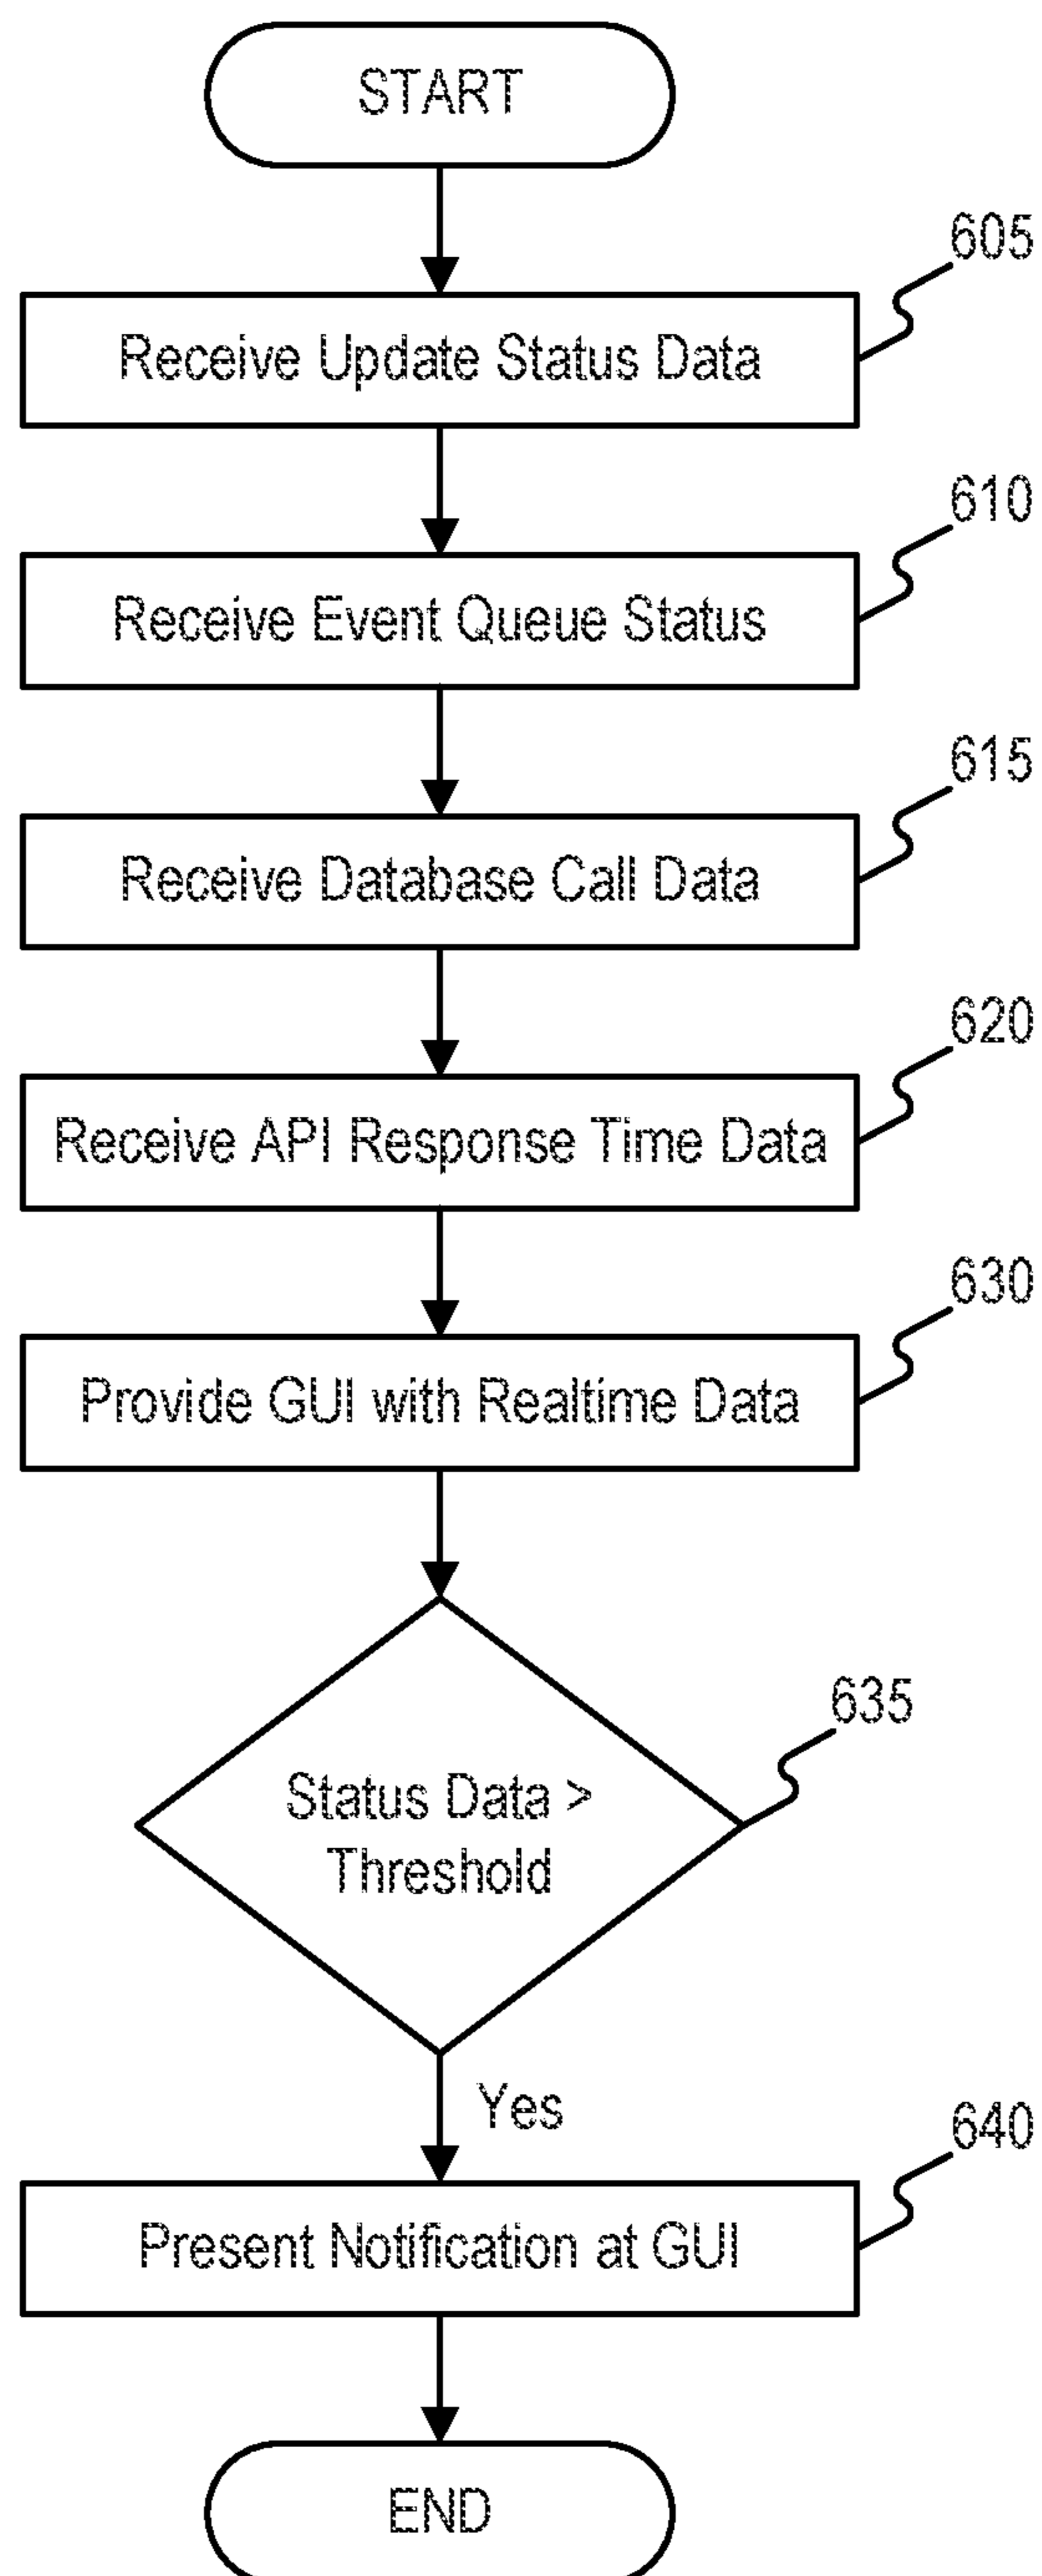 START
605
Receive Update Status Data
610
Receive Event Queue Status
615
Receive Database Call Data
620
Receive API Response Time Data
630
Provide GUI with Realtime Data
635
Status Data >
Threshold
Yes
640
Present Notification at GUI
END